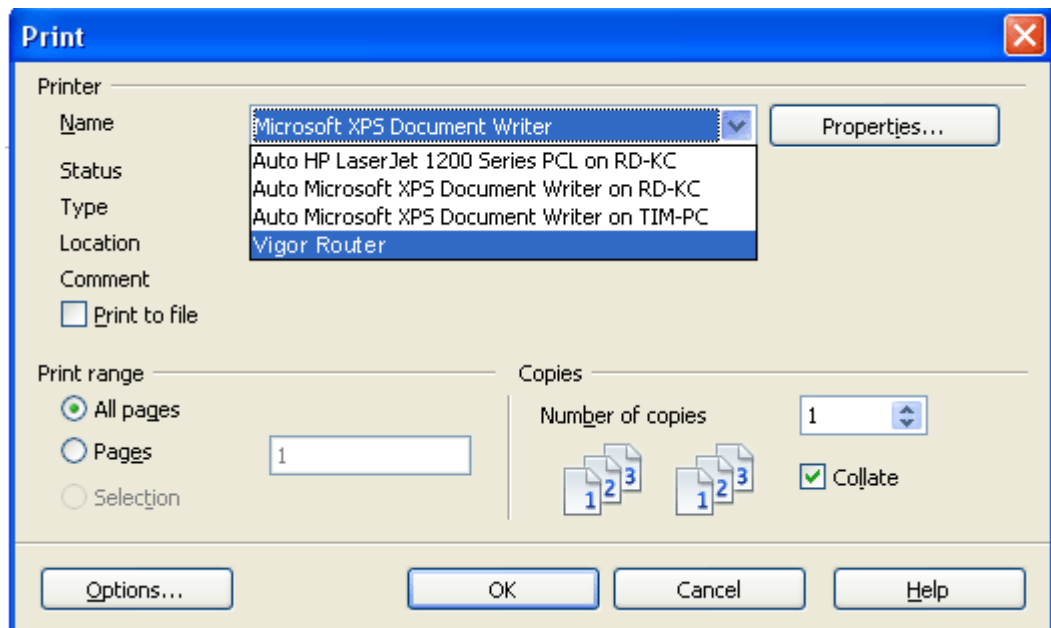 Print
Printer
Name
Microsoft XPS Document Writer
Properties...
Auto HP LaserJet 1200 Series PCL on RD-KC
Status
Auto Microsoft XPS Document Writer on RD-KC
Type
Auto Microsoft XPS Document Writer on TIM-PC
Location
Vigor Router
Comment
Print to file
Print range
Copies
All pages
Number of copies
1
Pages
1
1 2 3
1 2 3
Collate
Selection
Options...
OK
Cancel
Help